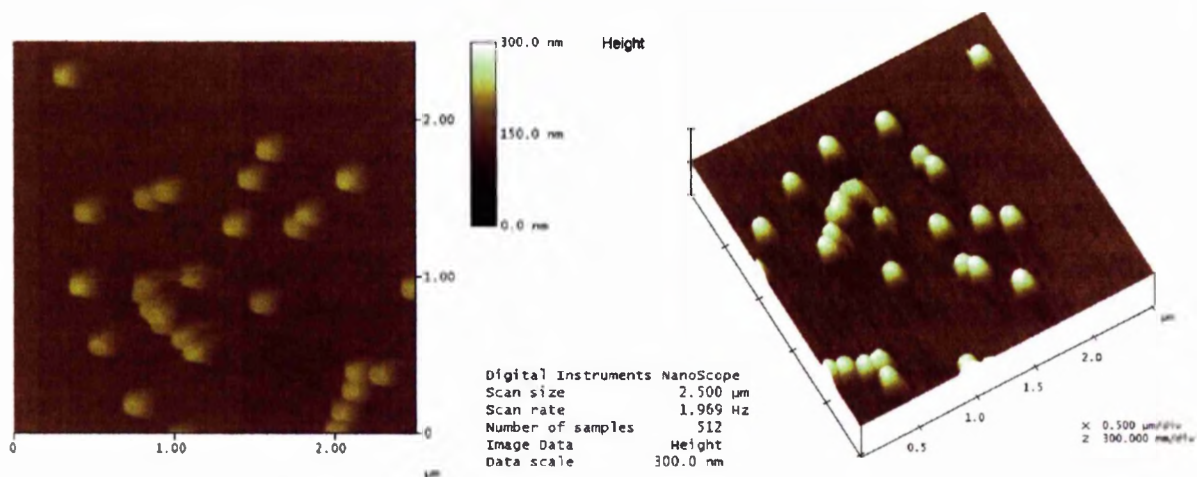 300.0 nm
Height
150.0 nm
0.0 nm
2.00
1.00
0
0
1.00
2.00
µm
Digital Instruments NanoScope
Scan size 2.500 µm
Scan rate 1.969 Hz
Number of samples 512
Image Data Height
Data scale 300.0 nm
0.5
1.0
1.5
2.0
µm
X 0.500 µm/div
Z 300.000 nm/div